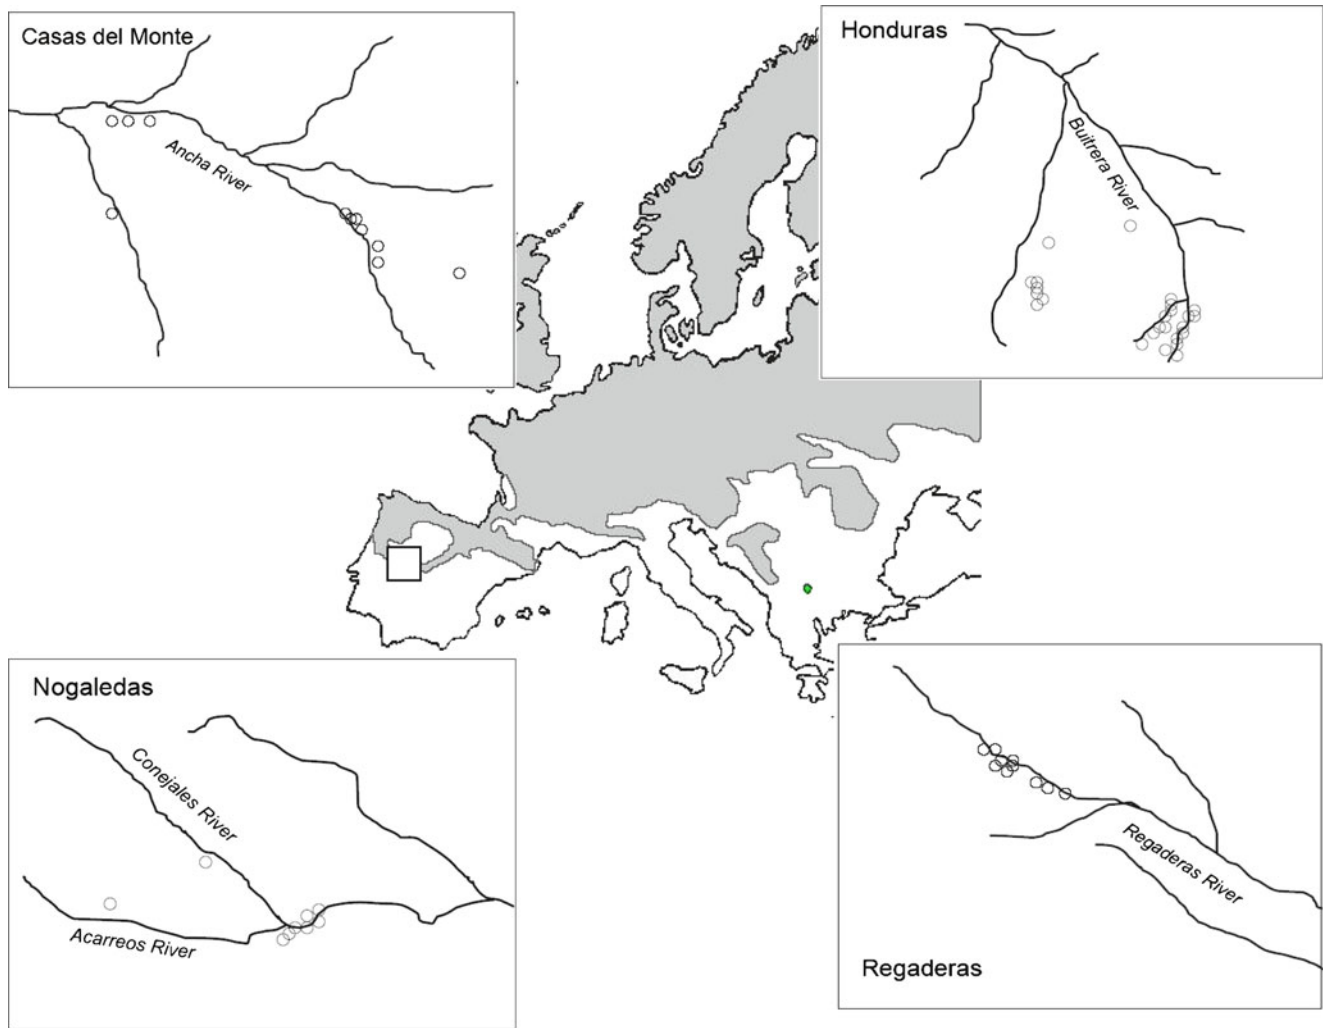 Casas del Monte
Ancha River
Honduras
Buitrera River
Nogaledas
Conejales River
Acarreos River
Regaderas River
Regaderas